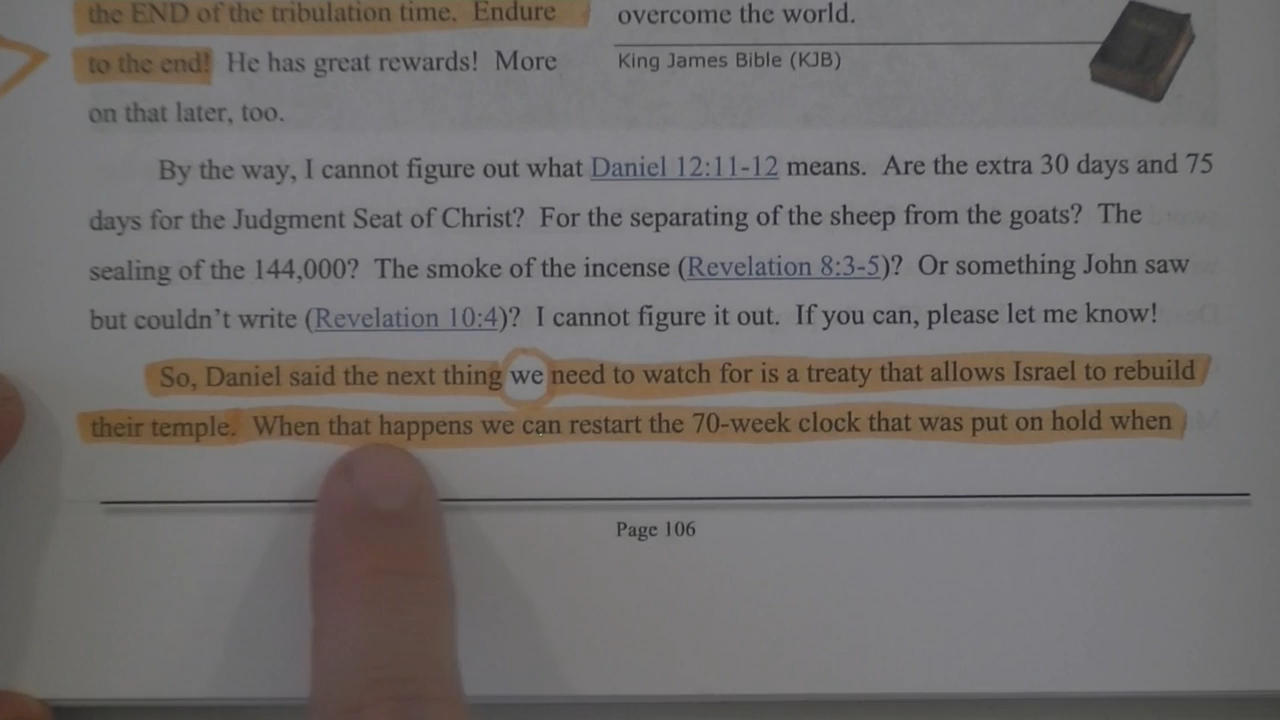 the END of the tribulation time.  Endure
to the end!  He has great rewards!  More
on that later, too.
overcome the world.
King James Bible (KJB)
By the way, I cannot figure out what Daniel 12:11-12 means.  Are the extra 30 days and 75
days for the Judgment Seat of Christ?  For the separating of the sheep from the goats?  The
sealing of the 144,000?  The smoke of the incense (Revelation 8:3-5)?  Or something John saw
but couldn't write (Revelation 10:4)?  I cannot figure it out.  If you can, please let me know!
So, Daniel said the next thing we need to watch for is a treaty that allows Israel to rebuild
their temple.  When that happens we can restart the 70-week clock that was put on hold when
Page 106